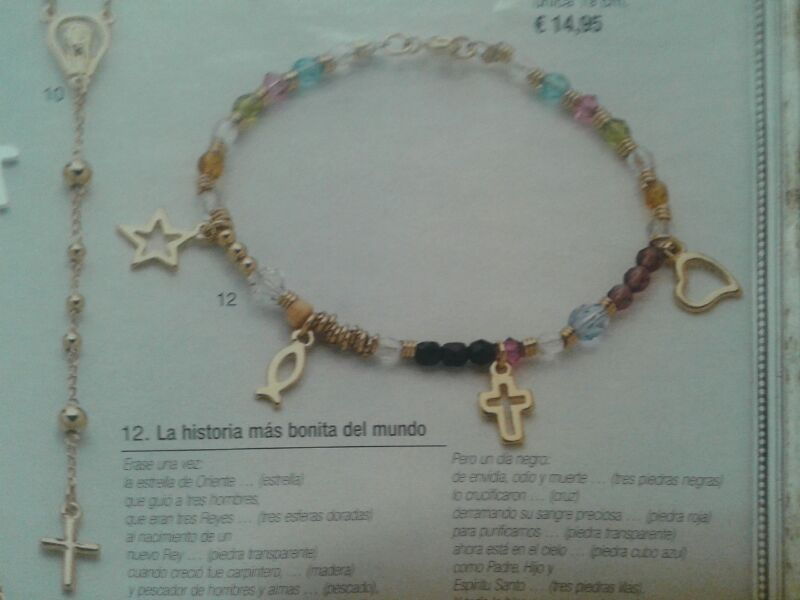 única 19 cm.
€ 14,95
10
12
12. La historia más bonita del mundo
Érase una vez:
la estrella de Oriente ... (estrella)
que guió a tres hombres,
que eran tres Reyes ... (tres esferas doradas)
al nacimiento de un
nuevo Rey ... (piedra transparente)
cuando creció fue carpintero, ... (madera)
y pescador de hombres y almas ... (pescado),
Pero un día negro:
de envidia, odio y muerte ... (tres piedras negras)
lo crucificaron ... (cruz)
derramando su sangre preciosa ... (piedra roja)
para purificarnos ... (piedra transparente)
ahora está en el cielo ... (piedra cubo azul)
como Padre, Hijo y
Espíritu Santo ... (tres piedras lilas).